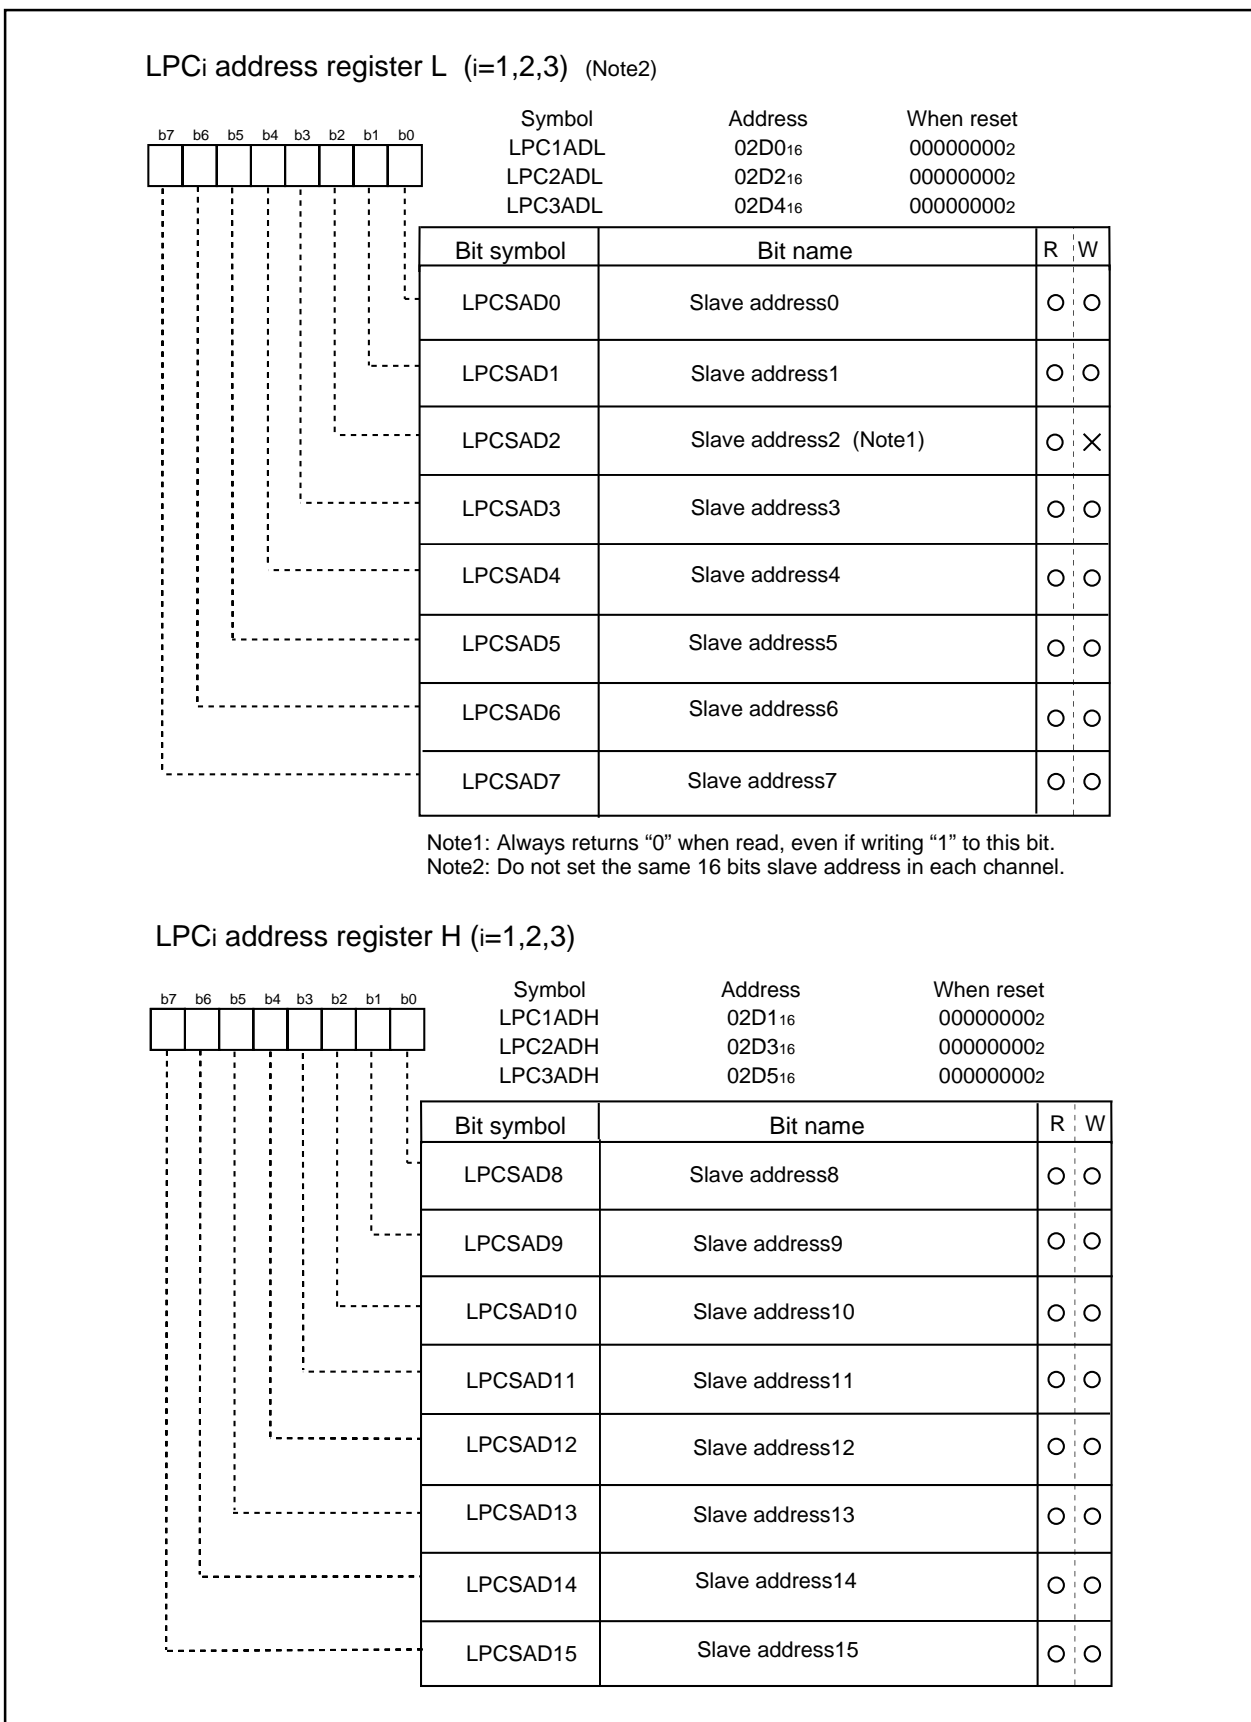 LPCi address register L (i=1,2,3) (Note2)
Symbol Address When reset
b7 b6 b5 b4 b3 b2 b1 b0
LPC1ADL 02D016 000000002
LPC2ADL 02D216 000000002
LPC3ADL 02D416 000000002
Bit symbol Bit name R W
LPCSAD0 Slave address0
LPCSAD1 Slave address1
LPCSAD2 Slave address2 (Note1)
LPCSAD3 Slave address3
LPCSAD4 Slave address4
LPCSAD5 Slave address5
LPCSAD6 Slave address6
LPCSAD7 Slave address7
Note1: Always returns “0” when read, even if writing “1” to this bit.
Note2: Do not set the same 16 bits slave address in each channel.
LPCi address register H (i=1,2,3)
Symbol Address When reset
b7 b6 b5 b4 b3 b2 b1 b0
LPC1ADH 02D116 000000002
LPC2ADH 02D316 000000002
LPC3ADH 02D516 000000002
Bit symbol Bit name R W
LPCSAD8 Slave address8
LPCSAD9 Slave address9
LPCSAD10 Slave address10
LPCSAD11 Slave address11
LPCSAD12 Slave address12
LPCSAD13 Slave address13
LPCSAD14 Slave address14
LPCSAD15 Slave address15